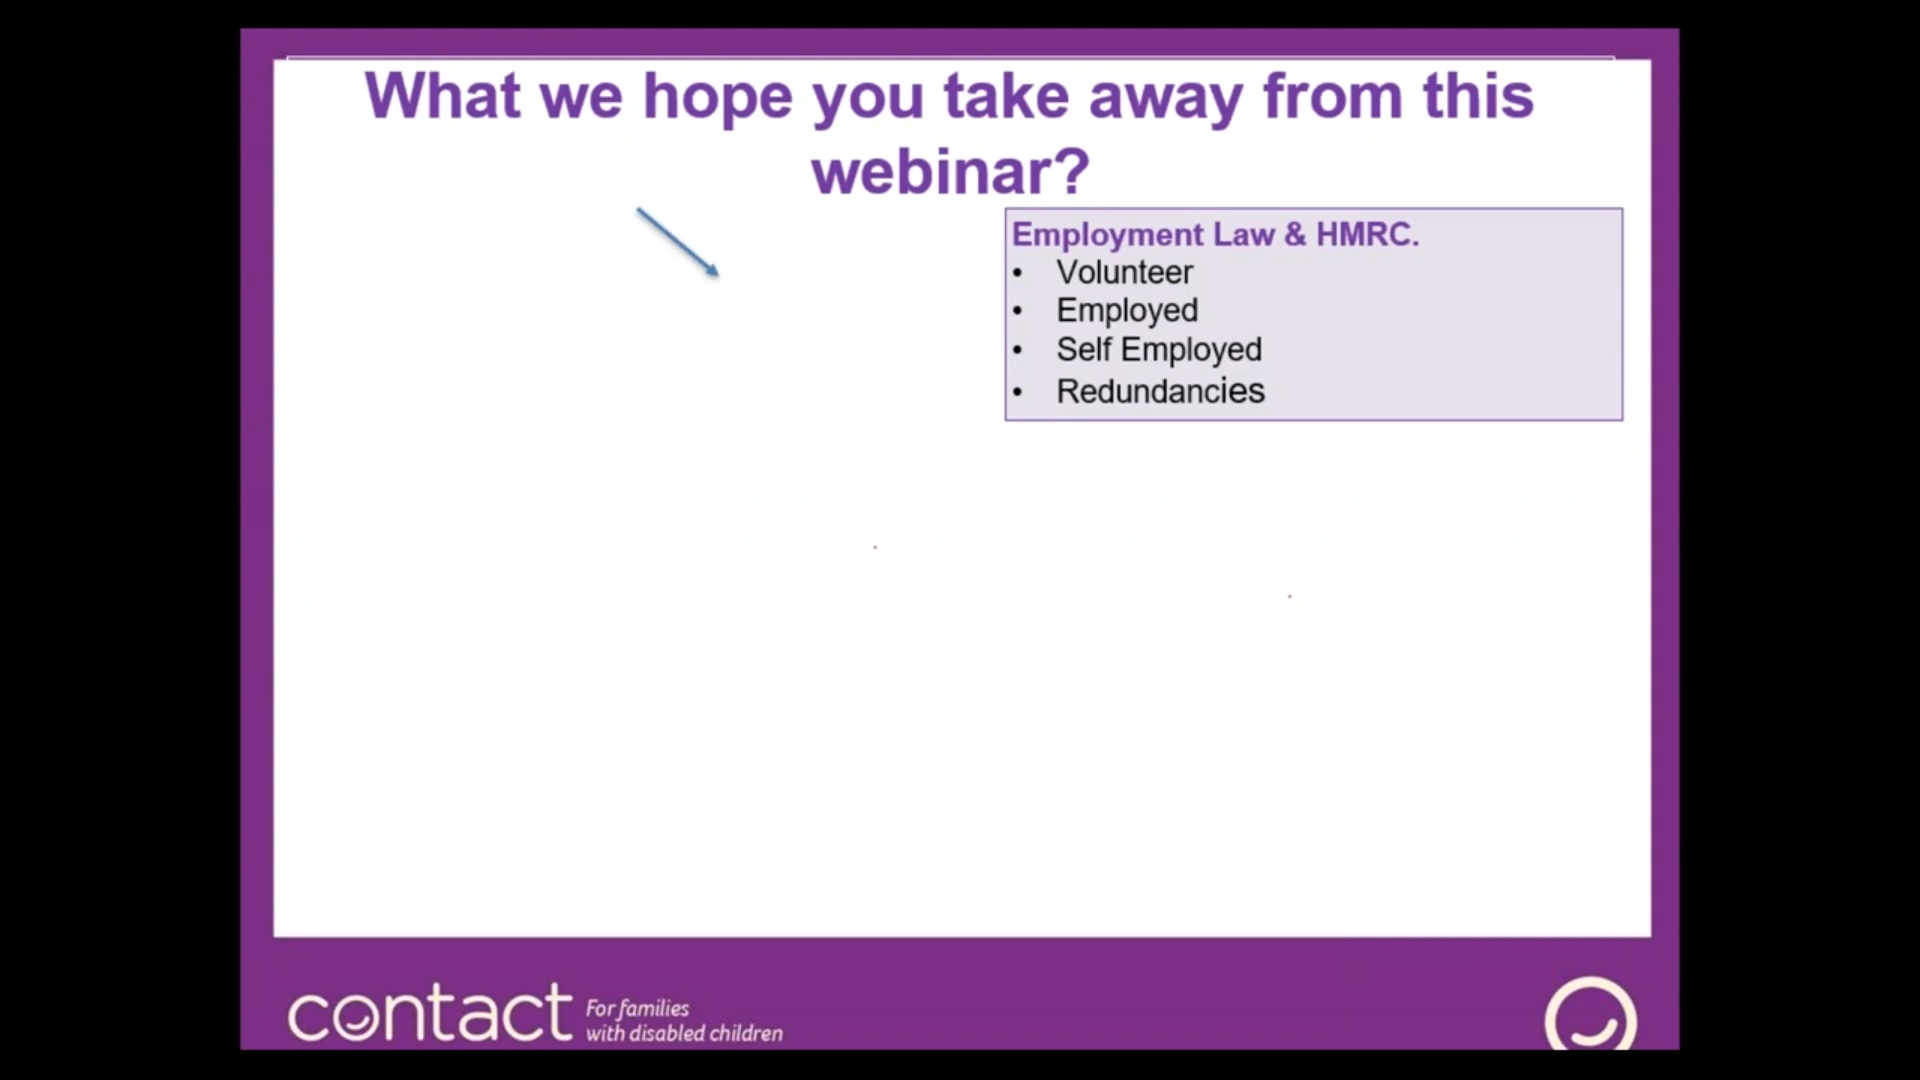 What we hope you take away from this
webinar?
Employment Law & HMRC.
• Volunteer
• Employed
• Self Employed
• Redundancies
contact
For families
with disabled children